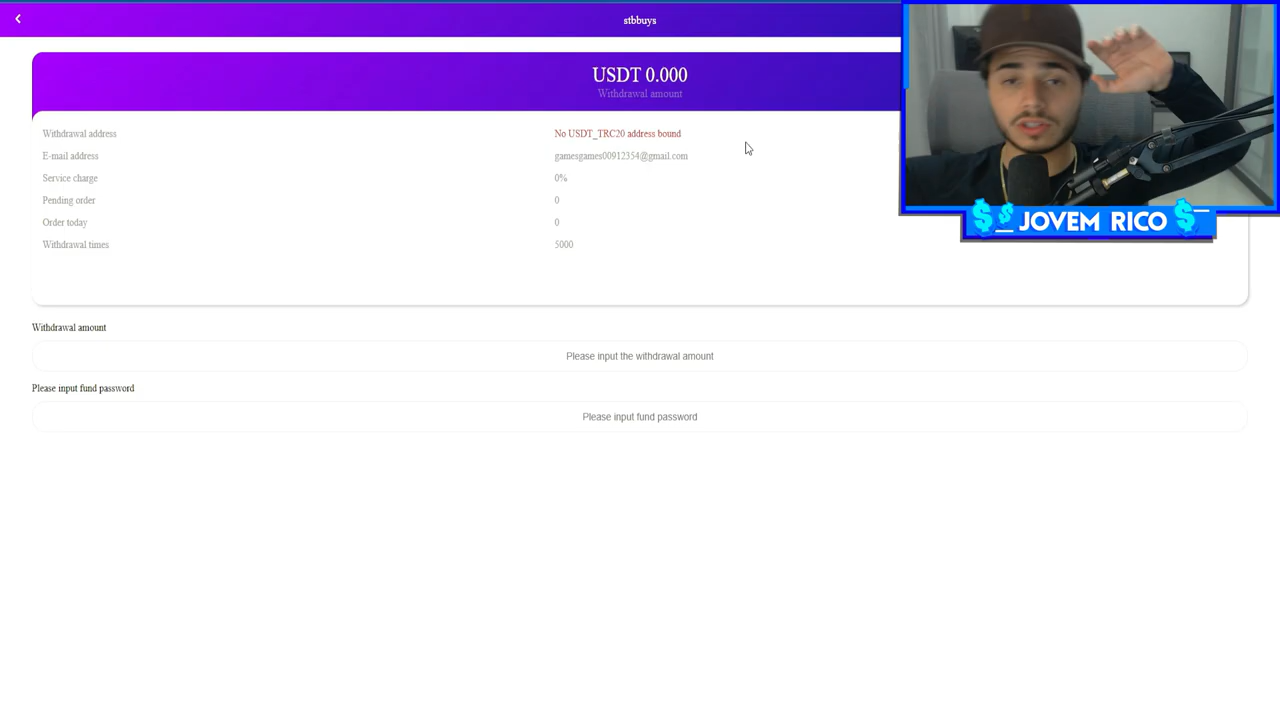 stbbuys
USDT 0.000
Withdrawal amount
Withdrawal address No USDT_TRC20 address bound
E-mail address gamesgames00912354@gmail.com
Service charge 0%
Pending order 0
Order today 0
Withdrawal times 5000
$_ JOVEM RICO $_
Withdrawal amount
Please input the withdrawal amount
Please input fund password
Please input fund password